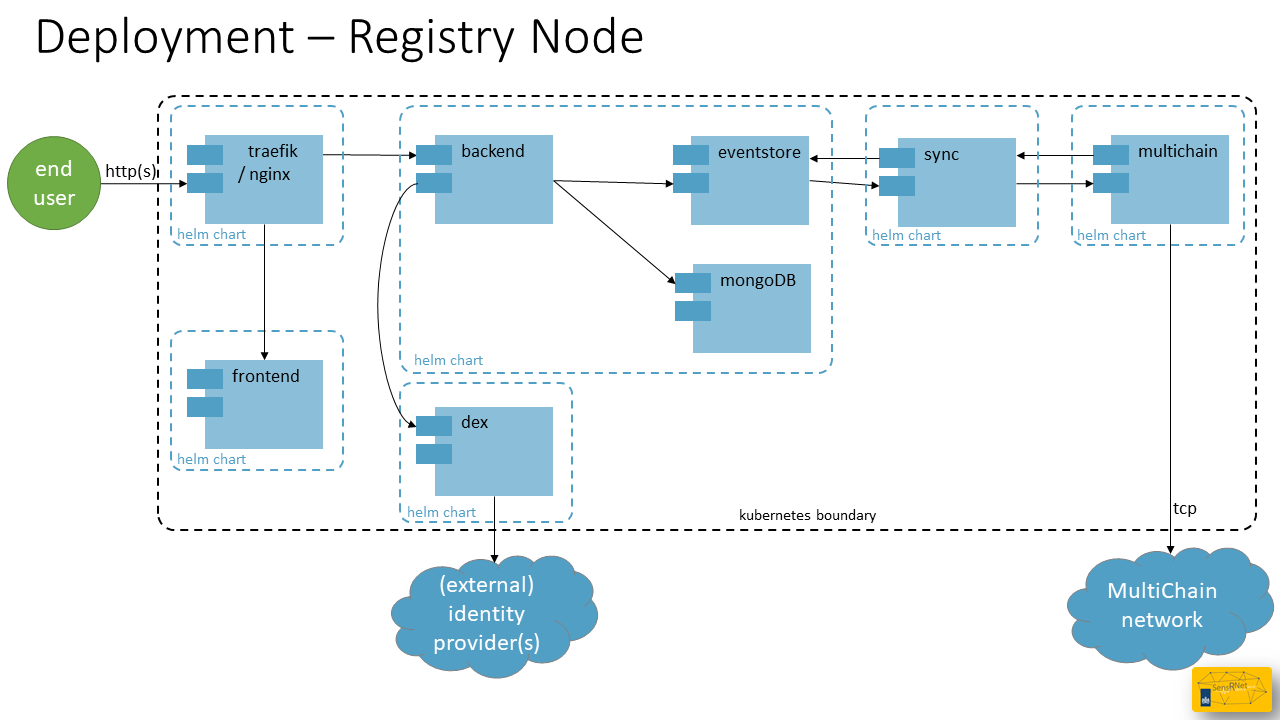 Deployment – Registry Node
end
user
http(s)
traefik
/ nginx
helm chart
backend
eventstore
mongoDB
helm chart
sync
helm chart
multichain
helm chart
frontend
helm chart
dex
helm chart
kubernetes boundary
tcp
(external)
identity
provider(s)
MultiChain
network
SensRNet